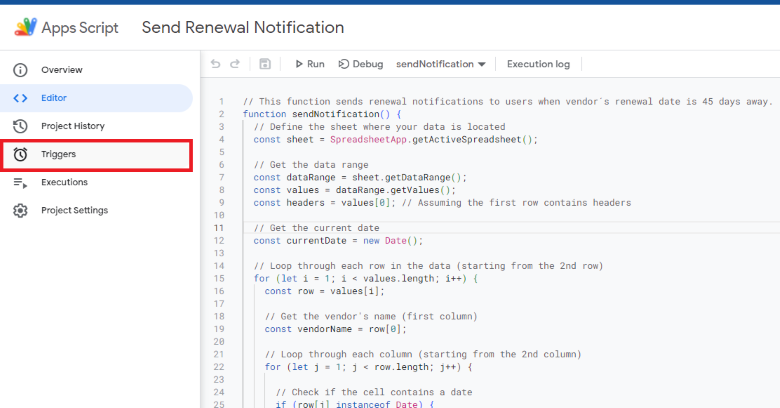 Apps Script Send Renewal Notification
Overview
Editor
Project History
Triggers
Executions
Project Settings
Run Debug sendNotification Execution log
1 // This function sends renewal notifications to users when vendor's renewal date is 45 days away.
2 function sendNotification() {
3 // Define the sheet where your data is located
4 const sheet = SpreadsheetApp.getActiveSpreadsheet();
5
6 // Get the data range
7 const dataRange = sheet.getDataRange();
8 const values = dataRange.getValues();
9 const headers = values[0]; // Assuming the first row contains headers
10
11 // Get the current date
12 const currentDate = new Date();
13
14 // Loop through each row in the data (starting from the 2nd row)
15 for (let i = 1; i < values.length; i++) {
16 const row = values[i];
17
18 // Get the vendor's name (first column)
19 const vendorName = row[0];
20
21 // Loop through each column (starting from the 2nd column)
22 for (let j = 1; j < row.length; j++) {
23
24 // Check if the cell contains a date
25 if (row[j] instanceof Date) {